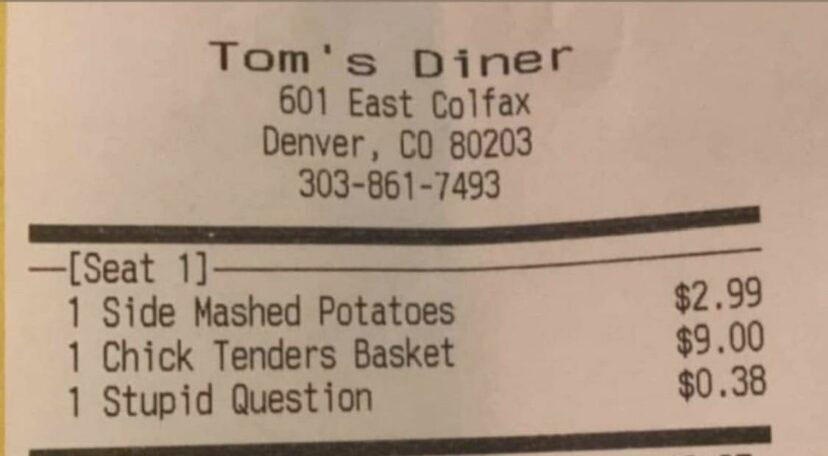 Tom's Diner
601 East Colfax
Denver, CO 80203
303-861-7493
[Seat 1]
1 Side Mashed Potatoes $2.99
1 Chick Tenders Basket $9.00
1 Stupid Question $0.38